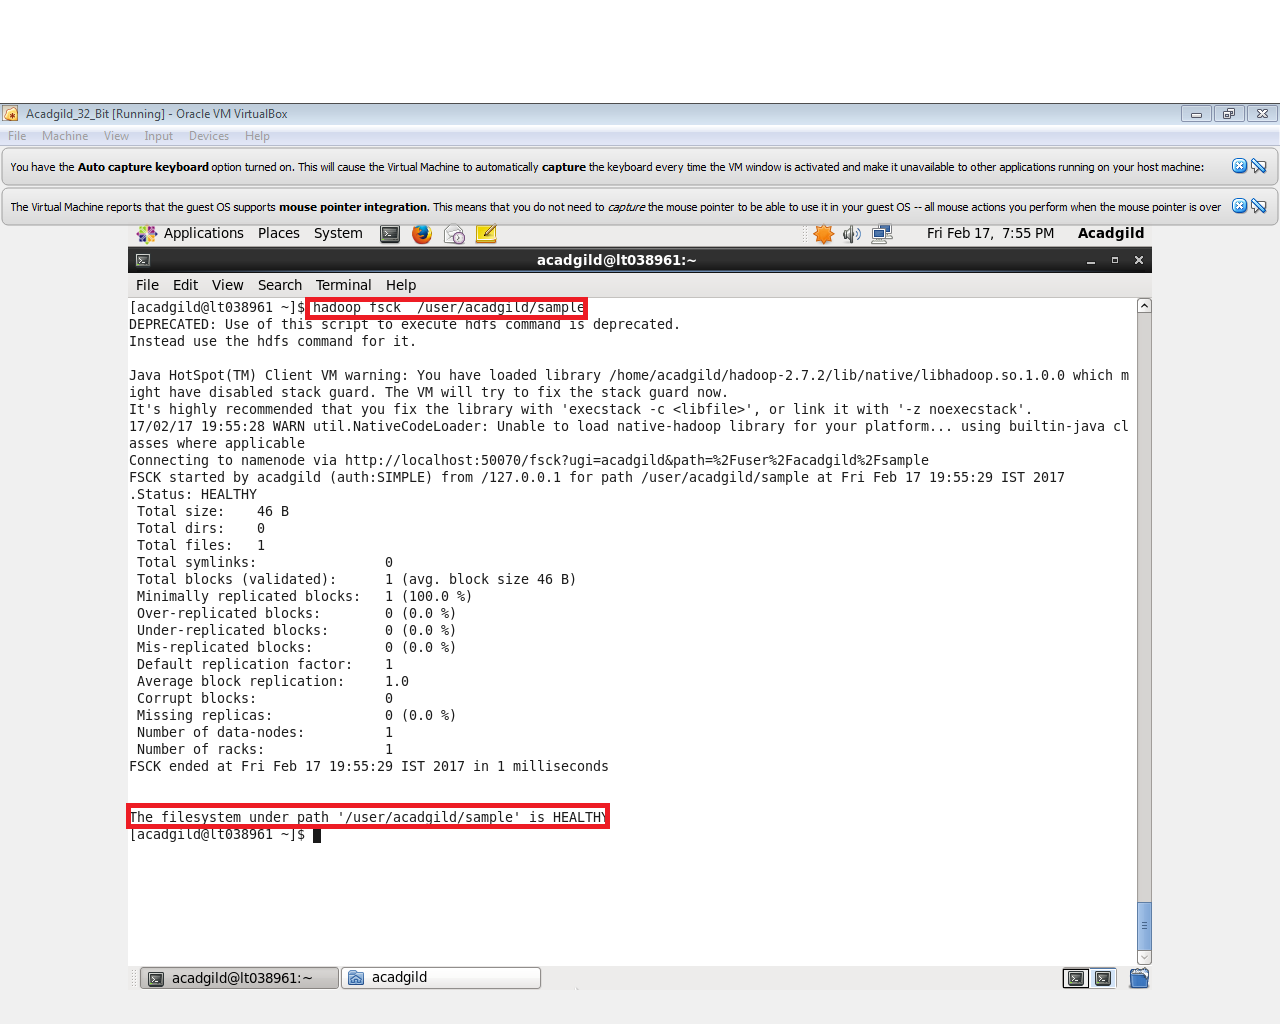 Acadgild_32_Bit [Running] - Oracle VM VirtualBox
File Machine View Input Devices Help
You have the Auto capture keyboard option turned on. This will cause the Virtual Machine to automatically capture the keyboard every time the VM window is activated and make it unavailable to other applications running on your host machine:
The Virtual Machine reports that the guest OS supports mouse pointer integration. This means that you do not need to capture the mouse pointer to be able to use it in your guest OS -- all mouse actions you perform when the mouse pointer is over
Applications Places System Fri Feb 17, 7:55 PM Acadgild
acadgild@lt038961:~
File Edit View Search Terminal Help
[acadgild@lt038961 ~]$ hadoop fsck  /user/acadgild/sample
DEPRECATED: Use of this script to execute hdfs command is deprecated.
Instead use the hdfs command for it.
Java HotSpot(TM) Client VM warning: You have loaded library /home/acadgild/hadoop-2.7.2/lib/native/libhadoop.so.1.0.0 which m
ight have disabled stack guard. The VM will try to fix the stack guard now.
It's highly recommended that you fix the library with 'execstack -c <libfile>', or link it with '-z noexecstack'.
17/02/17 19:55:28 WARN util.NativeCodeLoader: Unable to load native-hadoop library for your platform... using builtin-java cl
asses where applicable
Connecting to namenode via http://localhost:50070/fsck?ugi=acadgild&path=%2Fuser%2Facadgild%2Fsample
FSCK started by acadgild (auth:SIMPLE) from /127.0.0.1 for path /user/acadgild/sample at Fri Feb 17 19:55:29 IST 2017
.Status: HEALTHY
Total size: 46 B
Total dirs: 0
Total files: 1
Total symlinks: 0
Total blocks (validated): 1 (avg. block size 46 B)
Minimally replicated blocks: 1 (100.0 %)
Over-replicated blocks: 0 (0.0 %)
Under-replicated blocks: 0 (0.0 %)
Mis-replicated blocks: 0 (0.0 %)
Default replication factor: 1
Average block replication: 1.0
Corrupt blocks: 0
Missing replicas: 0 (0.0 %)
Number of data-nodes: 1
Number of racks: 1
FSCK ended at Fri Feb 17 19:55:29 IST 2017 in 1 milliseconds
The filesystem under path '/user/acadgild/sample' is HEALTHY
[acadgild@lt038961 ~]$
acadgild@lt038961:~ acadgild